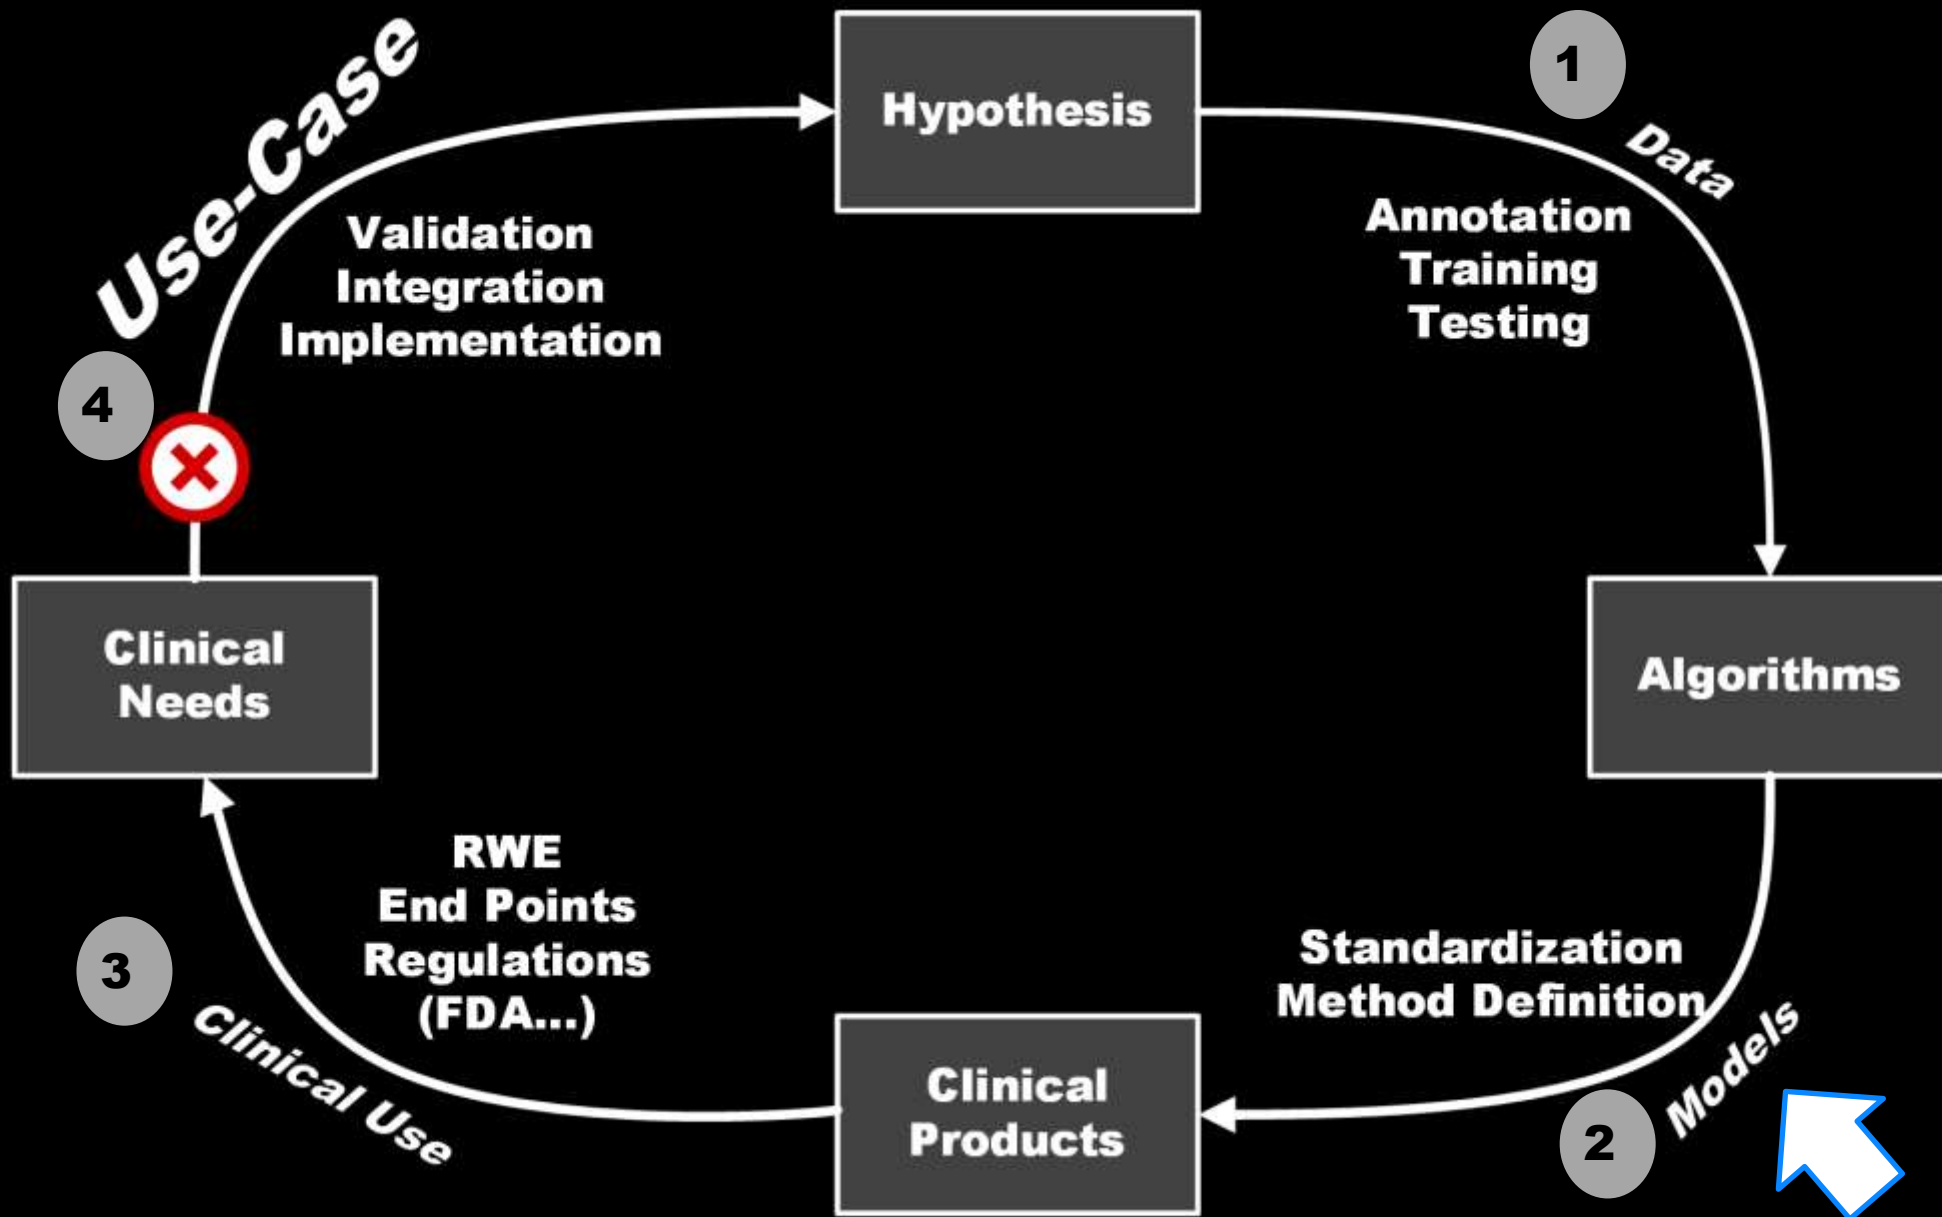 Use-Case
Hypothesis
1
Data
Validation
Integration
Implementation
Annotation
Training
Testing
4
Clinical
Needs
Algorithms
RWE
End Points
Regulations
(FDA...)
3
Clinical Use
Standardization
Method Definition
Models
Clinical
Products
2